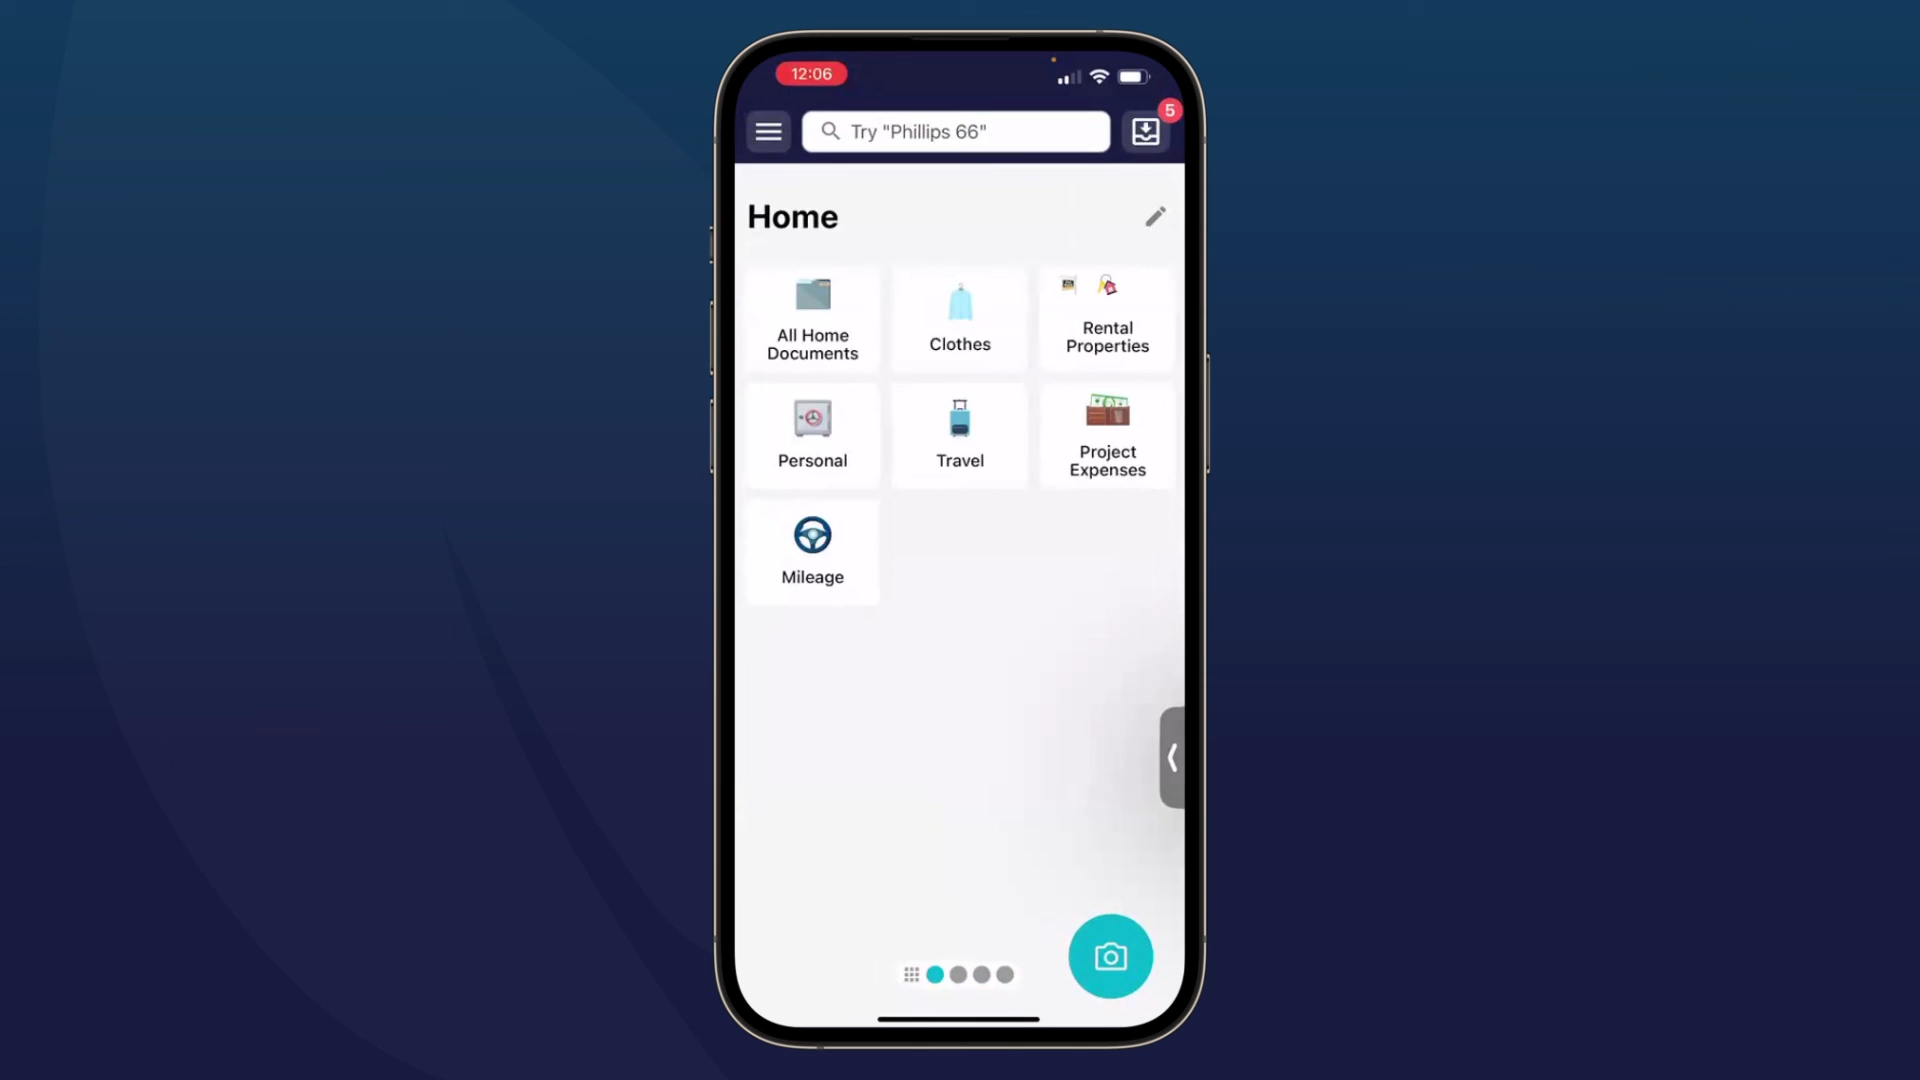 12:06
5
Try "Phillips 66"
Home
All Home
Documents
Clothes
Rental
Properties
Personal
Travel
Project
Expenses
Mileage